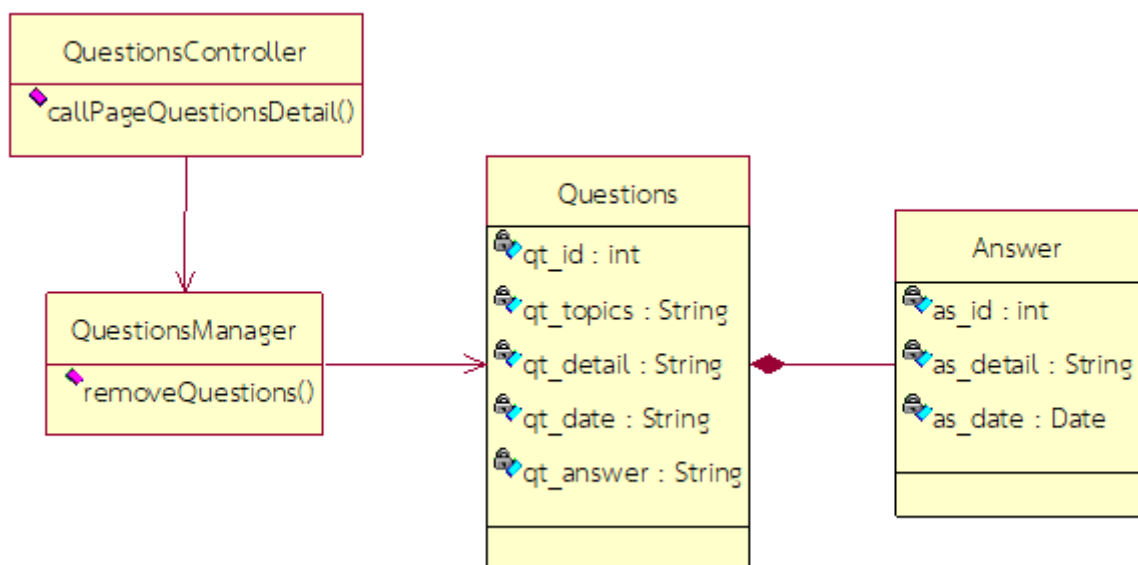 QuestionsController
callPageQuestionsDetail()
QuestionsManager
removeQuestions()
Questions
qt_id : int
qt_topics : String
qt_detail : String
qt_date : String
qt_answer : String
Answer
as_id : int
as_detail : String
as_date : Date